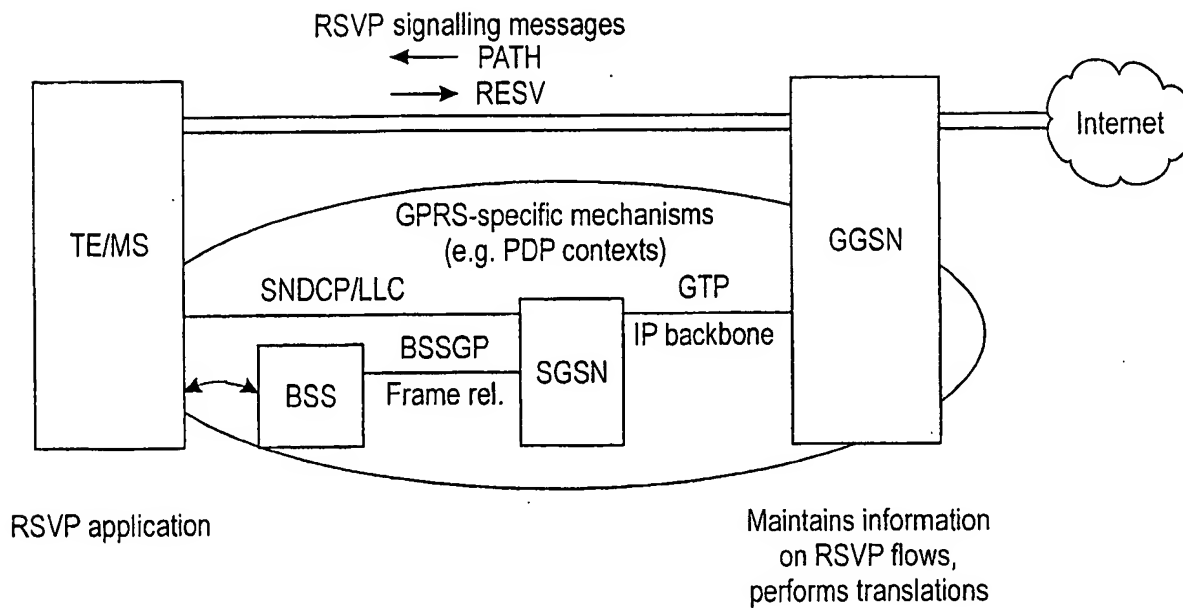 RSVP signalling messages
PATH
RESV
Internet
TE/MS
GPRS-specific mechanisms
(e.g. PDP contexts)
GGSN
SNDCP/LLC
GTP
IP backbone
BSSGP
SGSN
BSS
Frame rel.
RSVP application
Maintains information
on RSVP flows,
performs translations